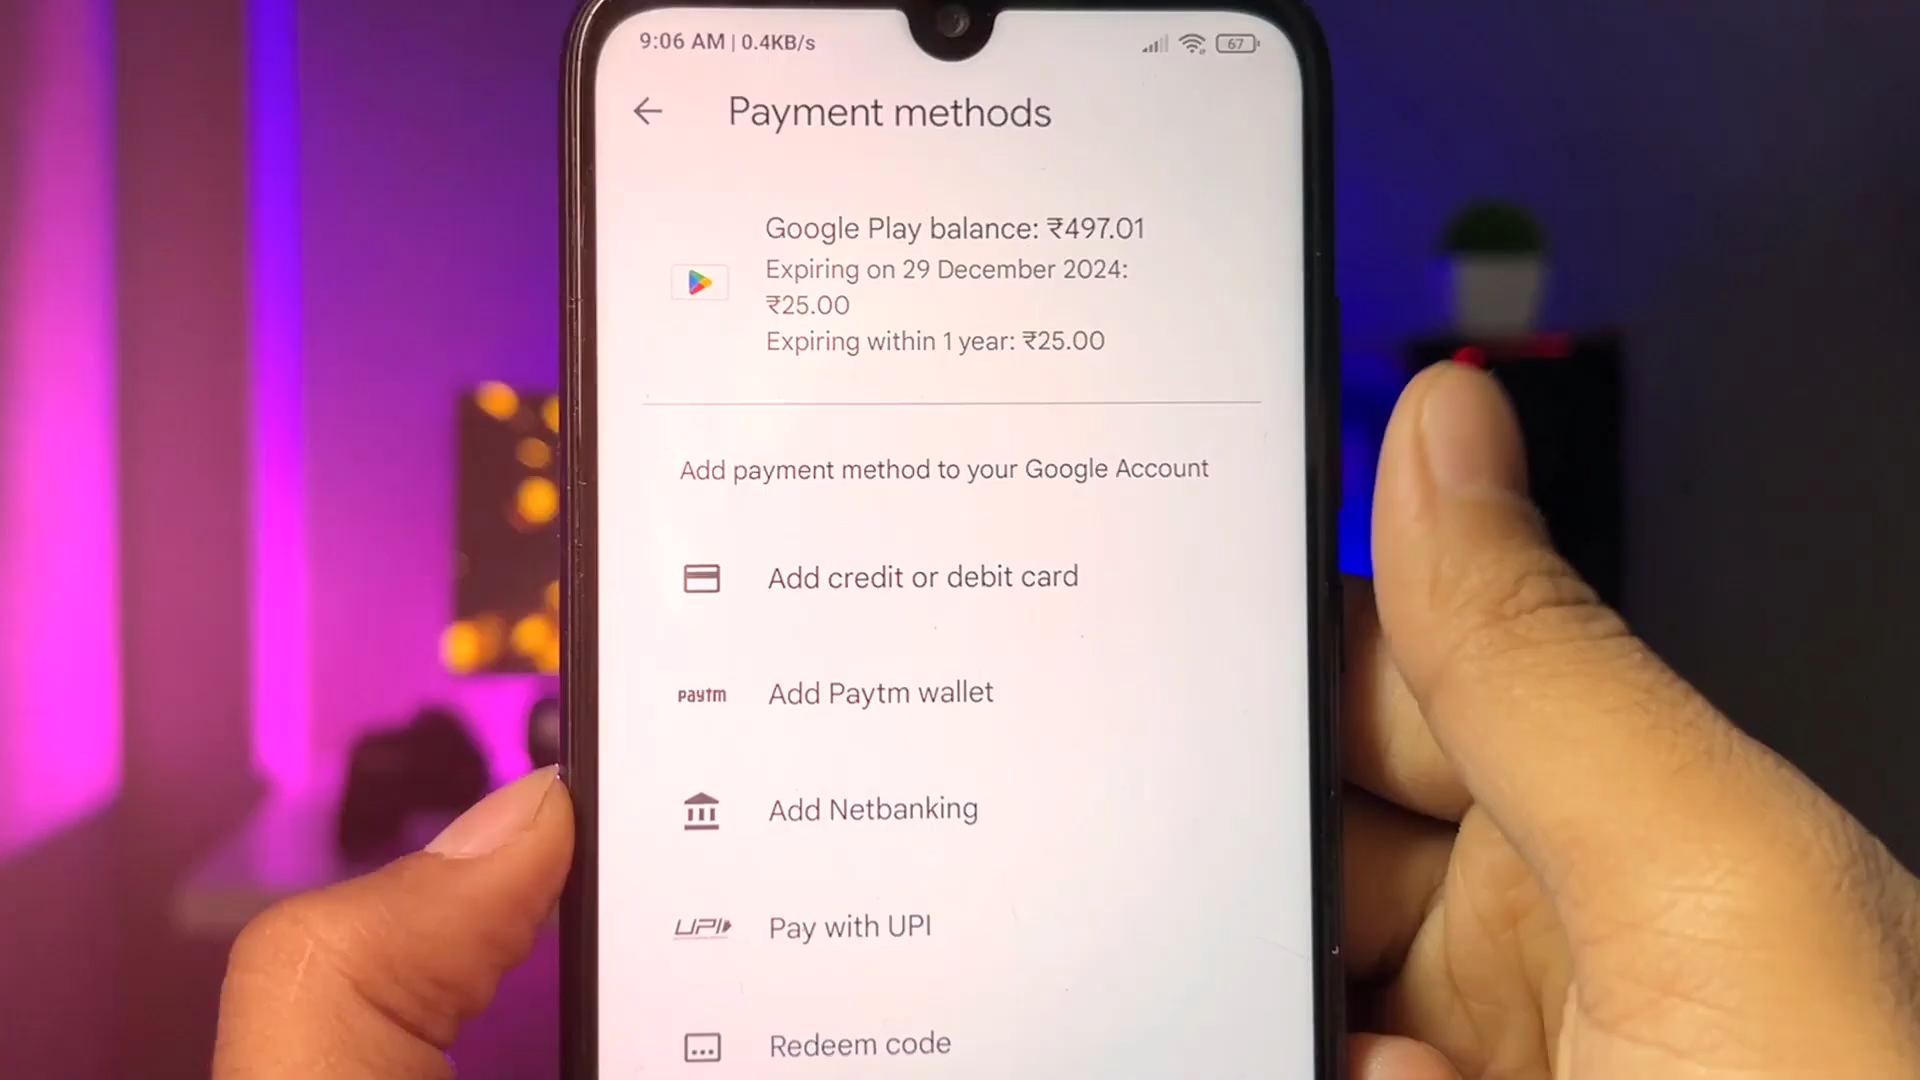 9:06 AM | 0.4KB/s
67
Payment methods
Google Play balance: ₹497.01
Expiring on 29 December 2024:
₹25.00
Expiring within 1 year: ₹25.00
Add payment method to your Google Account
Add credit or debit card
paytm Add Paytm wallet
Add Netbanking
UPI Pay with UPI
Redeem code